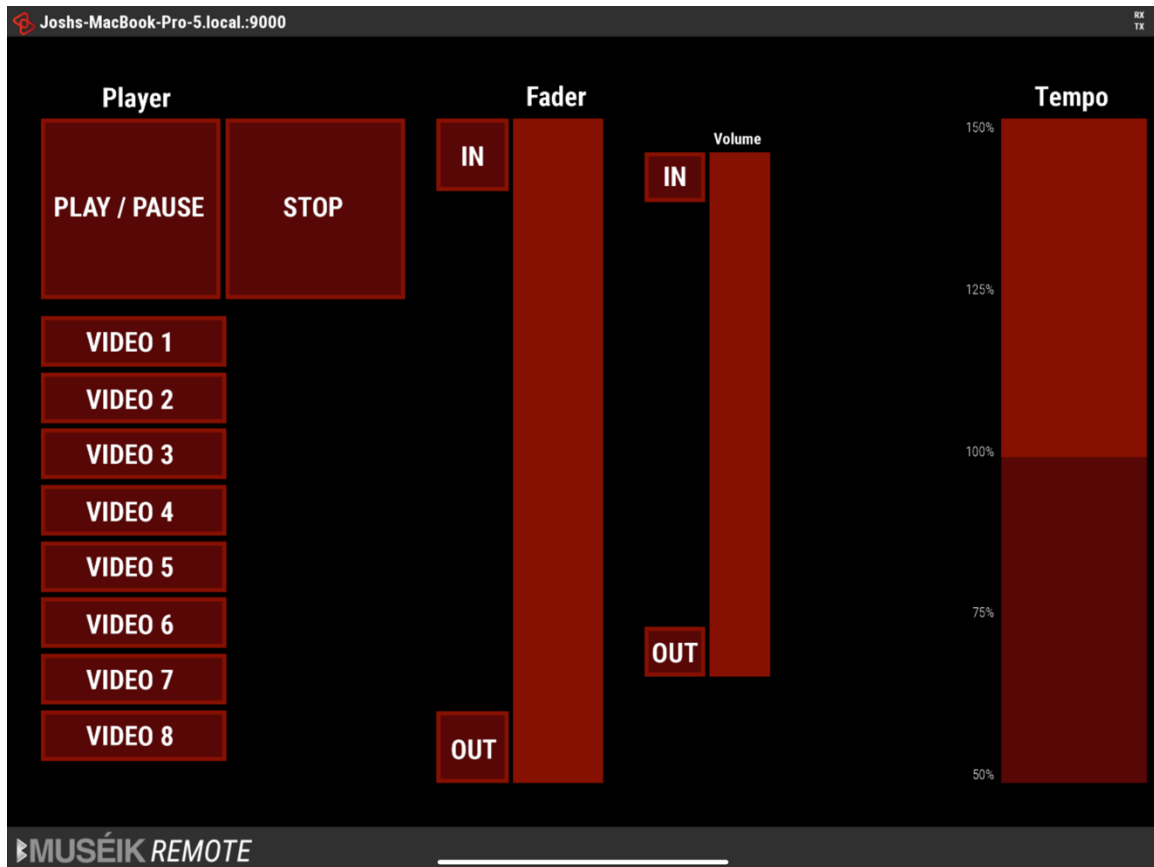 Joshs-MacBook-Pro-5.local.:9000
RX
TX
Player
Fader
Tempo
PLAY / PAUSE
STOP
IN
OUT
Volume
IN
OUT
150%
125%
100%
75%
50%
VIDEO 1
VIDEO 2
VIDEO 3
VIDEO 4
VIDEO 5
VIDEO 6
VIDEO 7
VIDEO 8
MUSÉIK REMOTE